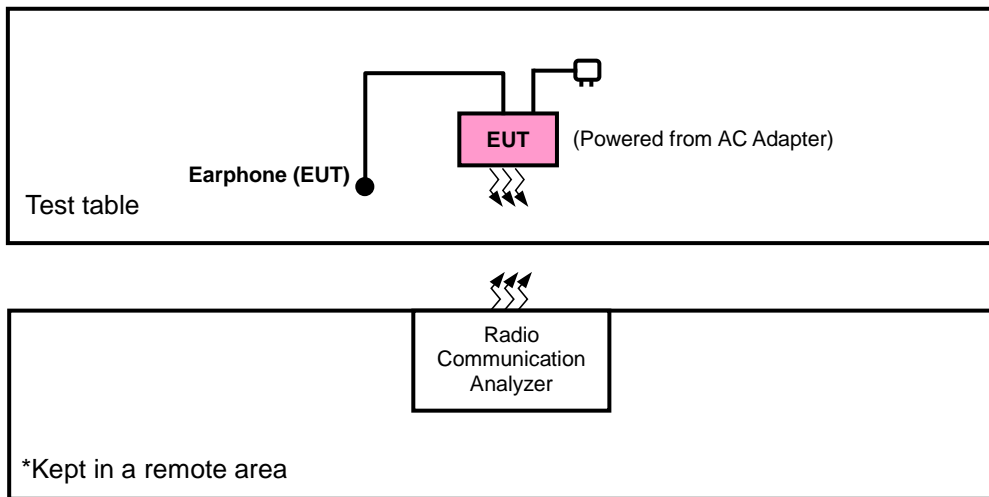 EUT
(Powered from AC Adapter)
Earphone (EUT)
Test table
Radio
Communication
Analyzer
*Kept in a remote area